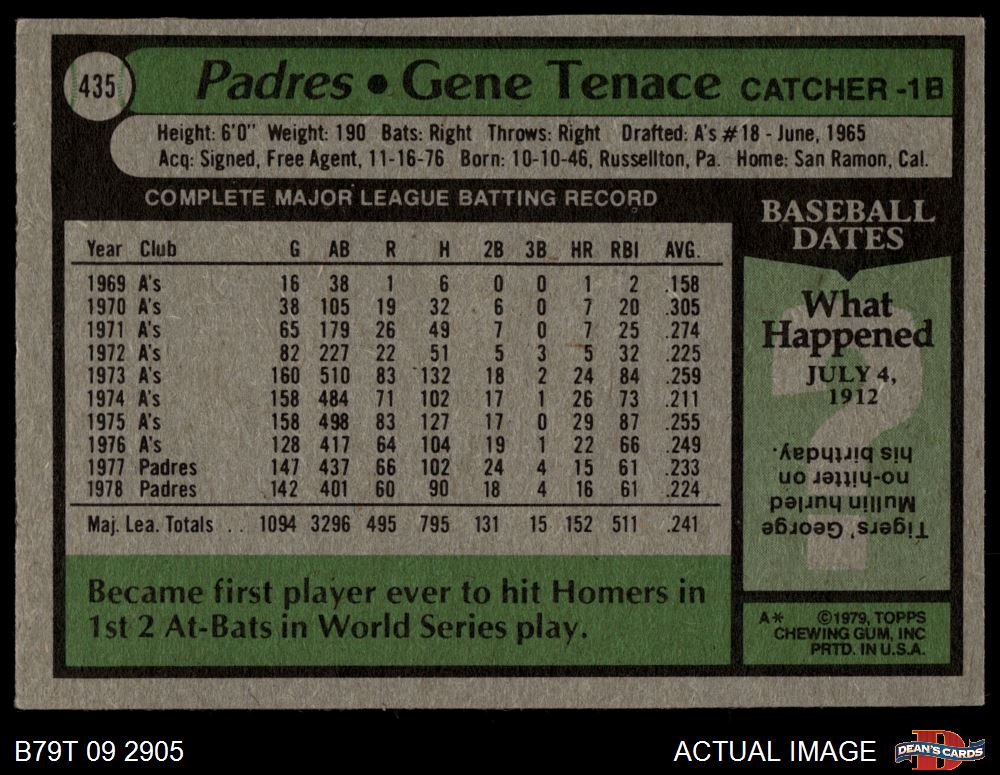 435
Padres • Gene Tenace CATCHER -1B
Height: 6'0" Weight: 190 Bats: Right Throws: Right Drafted: A's #18 - June, 1965
Acq: Signed, Free Agent, 11-16-76 Born: 10-10-46, Russellton, Pa. Home: San Ramon, Cal.
COMPLETE MAJOR LEAGUE BATTING RECORD
Year Club G AB R H 2B 3B HR RBI AVG.
1969 A's 16 38 1 6 0 0 1 2 .158
1970 A's 38 105 19 32 6 0 7 20 .305
1971 A's 65 179 26 49 7 0 7 25 .274
1972 A's 82 227 22 51 5 3 5 32 .225
1973 A's 160 510 83 132 18 2 24 84 .259
1974 A's 158 484 71 102 17 1 26 73 .211
1975 A's 158 498 83 127 17 0 29 87 .255
1976 A's 128 417 64 104 19 1 22 66 .249
1977 Padres 147 437 66 102 24 4 15 61 .233
1978 Padres 142 401 60 90 18 4 16 61 .224
Maj. Lea. Totals . . 1094 3296 495 795 131 15 152 511 .241
Became first player ever to hit Homers in
1st 2 At-Bats in World Series play.
BASEBALL
DATES
What
Happened
JULY 4,
1912
?
Tigers' George
Mullin hurled
no-hitter on
his birthday.
A* ©1979, TOPPS
CHEWING GUM, INC
PRTD. IN U.S.A.
B79T 09 2905
ACTUAL IMAGE
D
DEAN'S CARDS